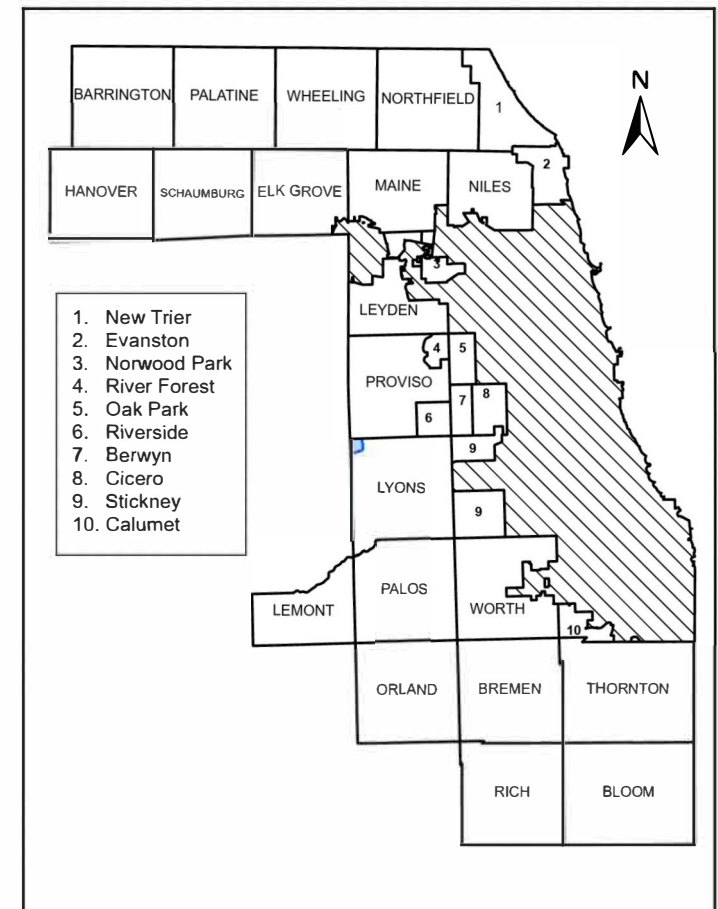 N
BARRINGTON PALATINE WHEELING NORTHFIELD 1
2
HANOVER SCHAUMBURG ELK GROVE MAINE NILES
3
LEYDEN
1. New Trier
2. Evanston
3. Norwood Park
4. River Forest
5. Oak Park
6. Riverside
7. Berwyn
8. Cicero
9. Stickney
10. Calumet
4 5
PROVISO
7 8
6
9
LYONS
9
PALOS
LEMONT WORTH
10
ORLAND BREMEN THORNTON
RICH BLOOM